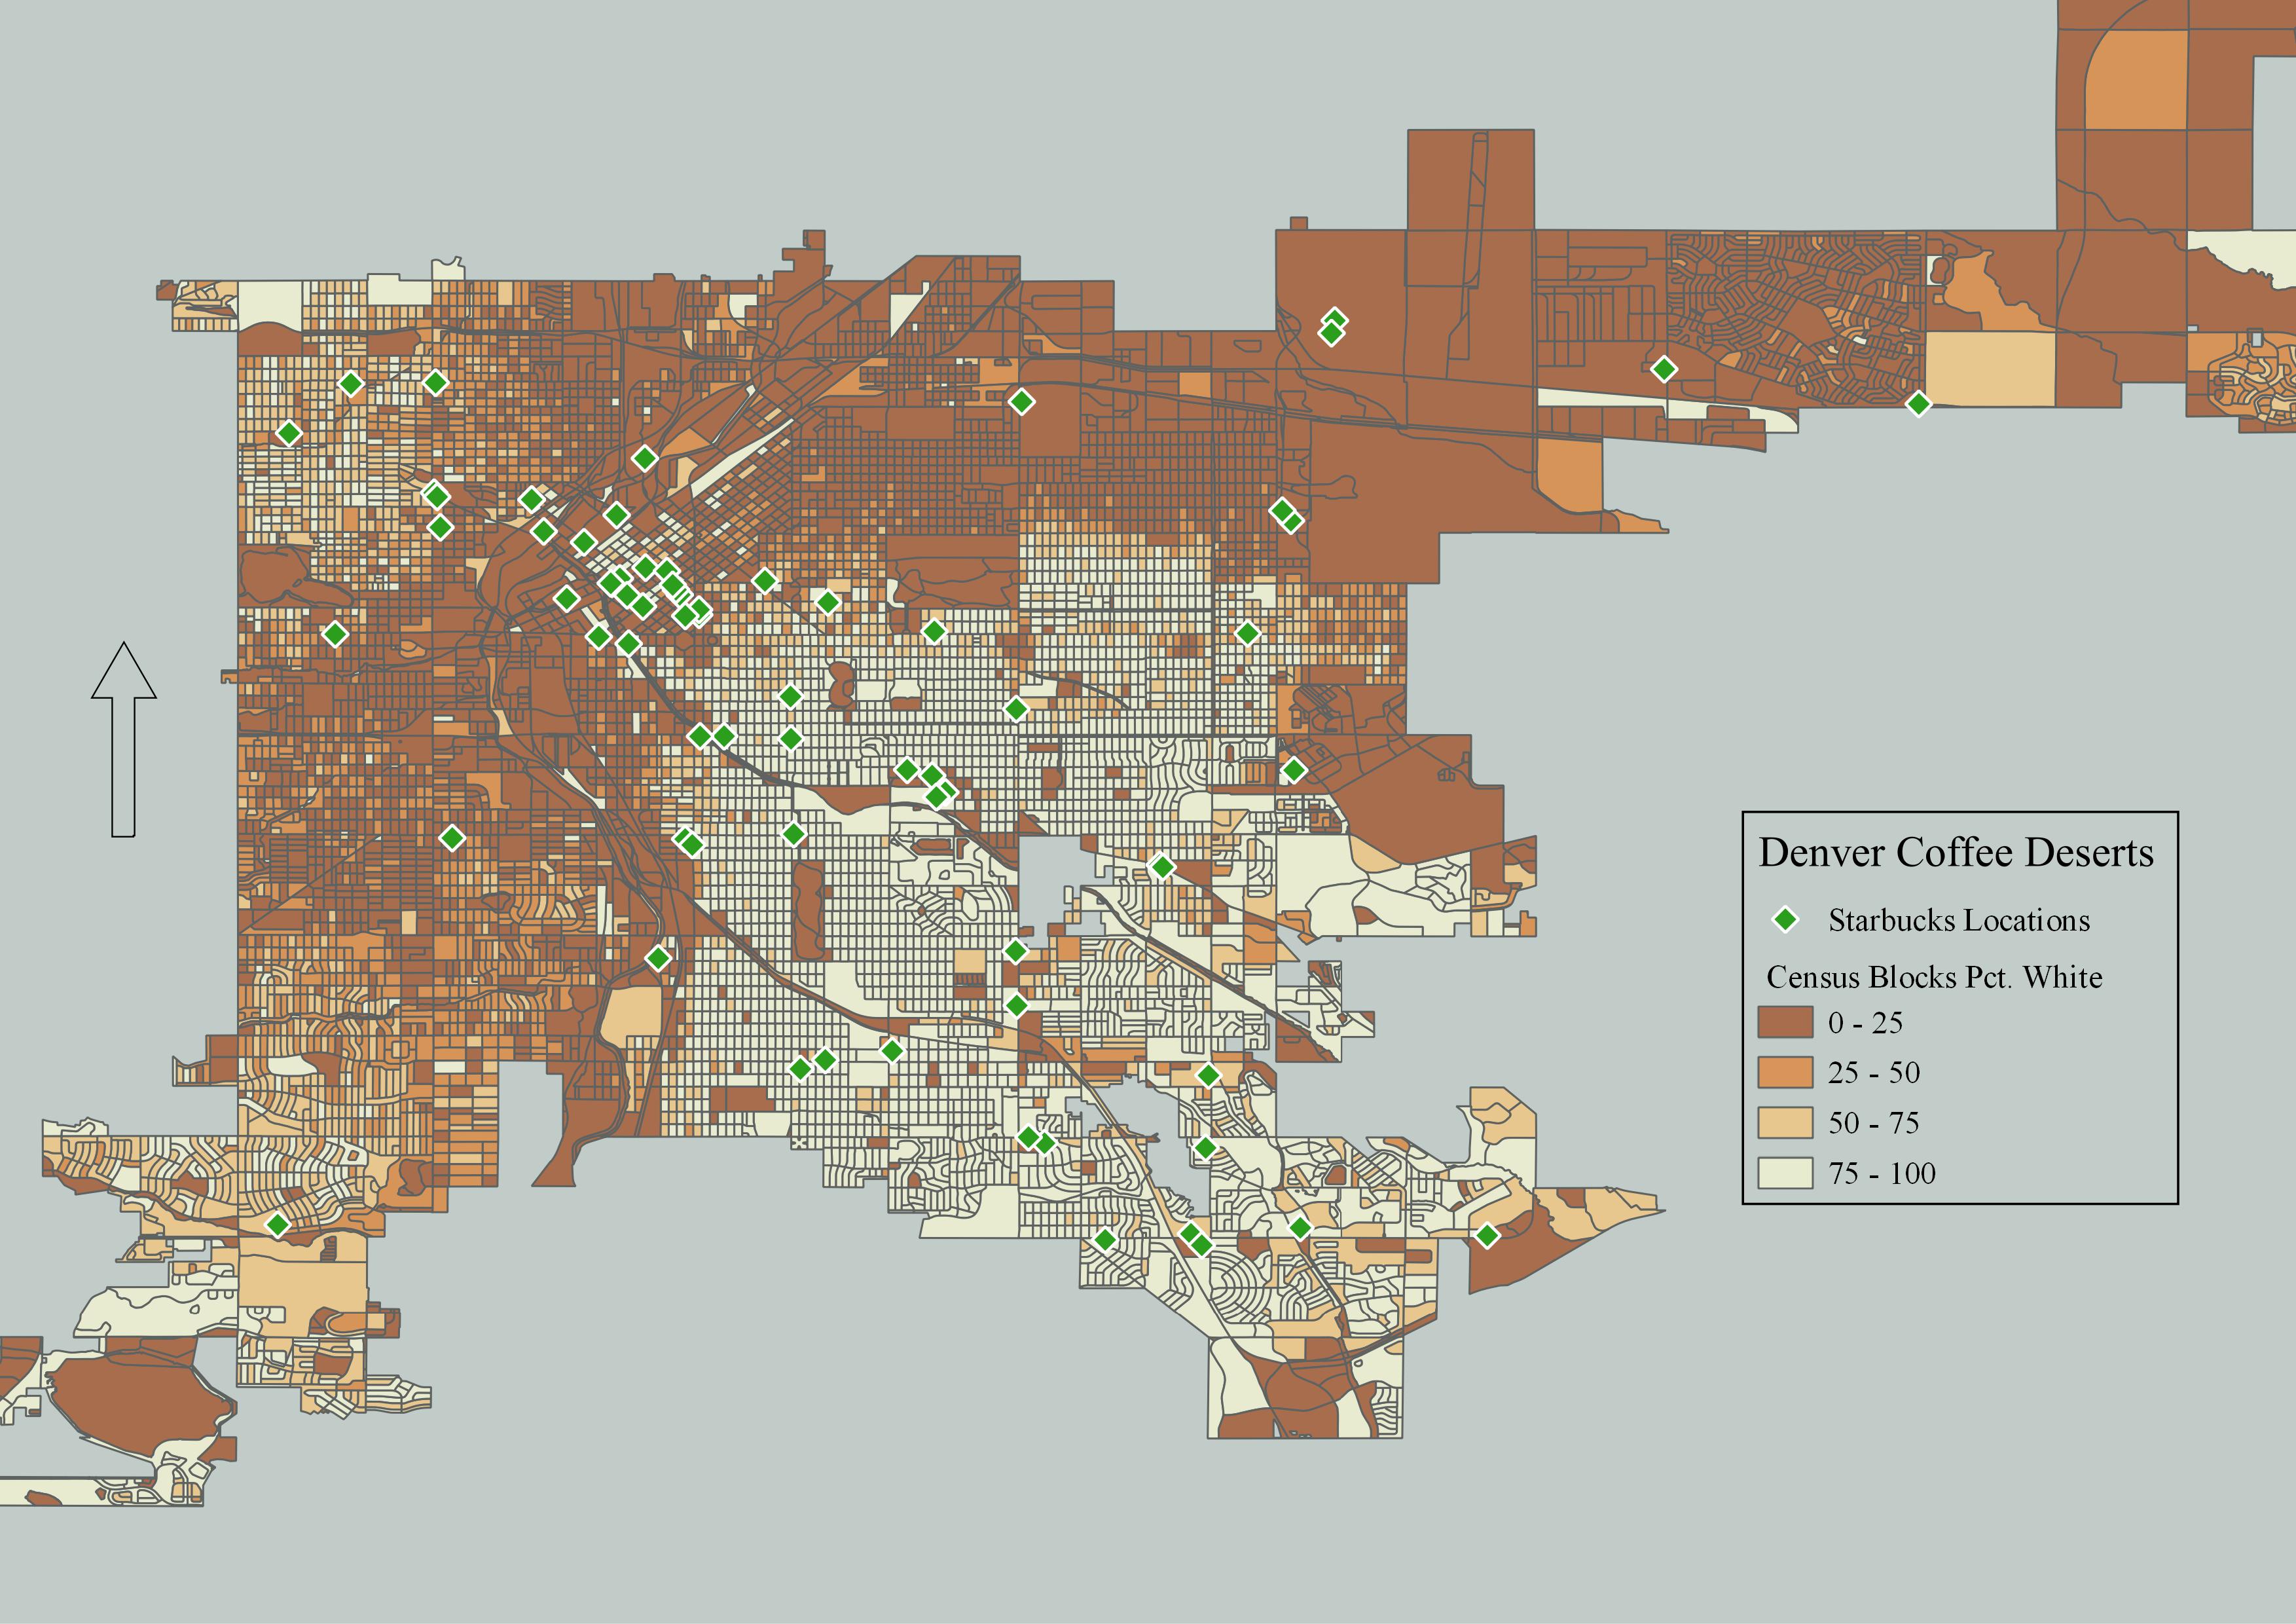 Denver Coffee Deserts
Starbucks Locations
Census Blocks Pct. White
0 - 25
25 - 50
50 - 75
75 - 100